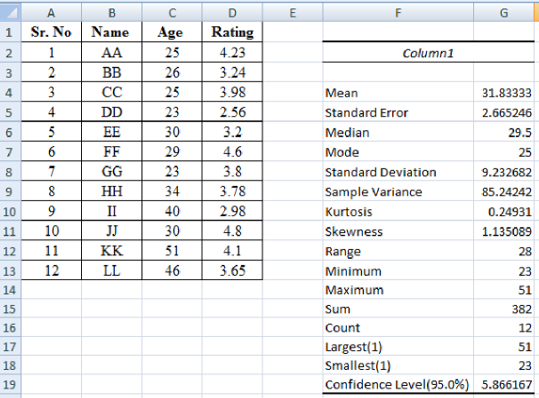 A B C D E F G
1 Sr. No Name Age Rating
2 1 AA 25 4.23 Column1
3 2 BB 26 3.24
4 3 CC 25 3.98 Mean 31.83333
5 4 DD 23 2.56 Standard Error 2.665246
6 5 EE 30 3.2 Median 29.5
7 6 FF 29 4.6 Mode 25
8 7 GG 23 3.8 Standard Deviation 9.232682
9 8 HH 34 3.78 Sample Variance 85.24242
10 9 II 40 2.98 Kurtosis 0.24931
11 10 JJ 30 4.8 Skewness 1.135089
12 11 KK 51 4.1 Range 28
13 12 LL 46 3.65 Minimum 23
14 Maximum 51
15 Sum 382
16 Count 12
17 Largest(1) 51
18 Smallest(1) 23
19 Confidence Level(95.0%) 5.866167